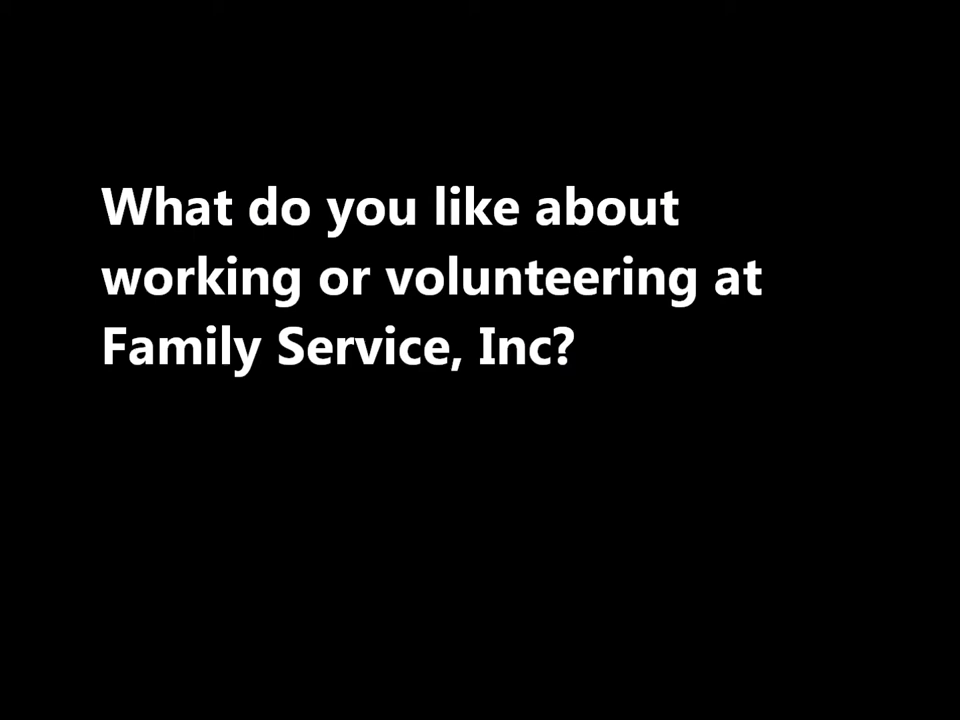 What do you like about
working or volunteering at
Family Service, Inc?